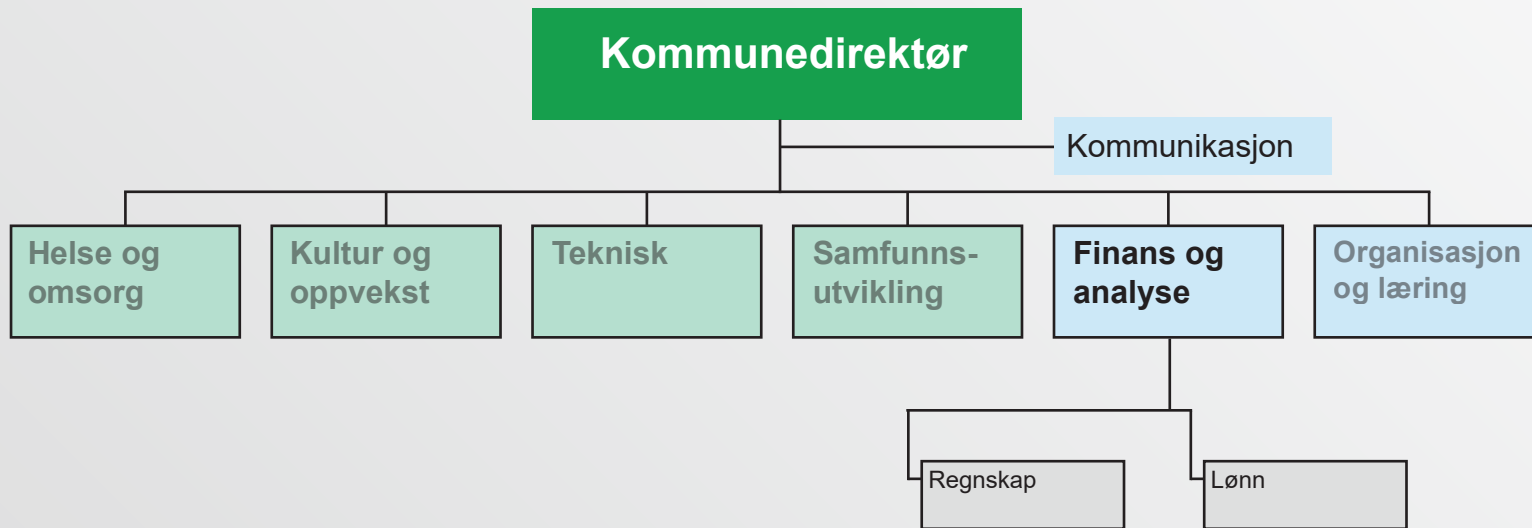 Kommunedirektør
Kommunikasjon
Helse og
omsorg
Kultur og
oppvekst
Teknisk
Samfunns-
utvikling
Finans og
analyse
Organisasjon
og læring
Regnskap
Lønn